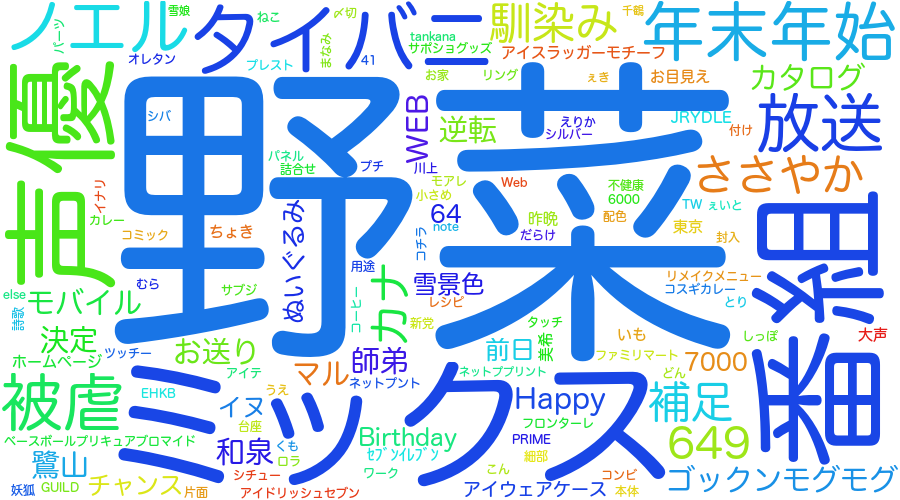 ノエル
雪娘
タイバニ
ねこ
〆切
まなみ
tankana
サポショグッズ
馴染み
千鶴
年末年始
パーツ
オレタン
プレスト
41
お家
リング
アイスラッガーモチーフ
ぇき
お目見え
カタログ
声優
野菜
シバ
WEB
逆転
えりか
シルバー
JRYDLE
付け
放送
パネル
詰合せ
プチ
川上
モアレ
小さめ
Web
不健康
6000
ささやか
イナリ
カレー
ちょき
コミック
ぬいぐるみ
64
note
コチラ
昨晩
だらけ
配色
TW
ぇいと
東京
封入
番組
むら
サブジ
用途
雪景色
レシピ
リメイクメニュー
コスギカレー
とり
else
詩歌
モバイル
コーヒー
カナ
新党
タッチ
美希
いも
しっぽ
大声
決定
ホームページ
ツッチー
お送り
アイテ
師弟
ネットプント
前日
ネットププリント
ファミリマート
どん
7000
被虐
ミックス
EHKB
イヌ
台座
うえ
マル
Happy
Birthday
フロンターレ
補足
649
ベースボールプリキュアブロマイド
和泉
くも
ロラ
ｾﾌﾞﾝｲﾚﾌﾞﾝ
PRIME
細部
鷺山
妖狐
GUILD
チャンス
片面
シチュー
アイドリッシュセブン
ワーク
こん
アイウェアケース
コンビ
本体
ゴックンモグモグ